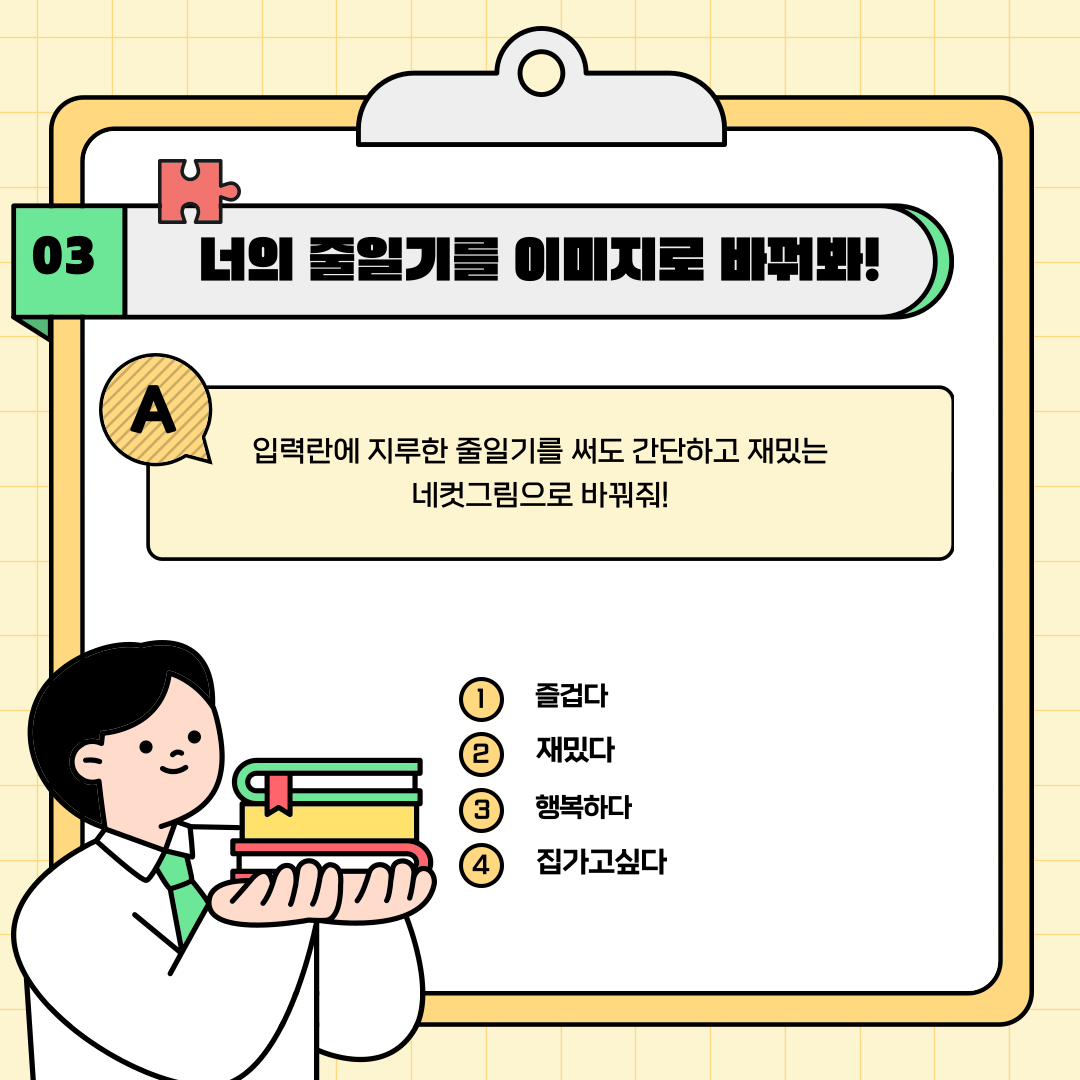 03
너의 줄일기를 이미지로 바꿔봐!
A
입력란에 지루한 줄일기를 써도 간단하고 재밌는
네컷그림으로 바꿔줘!
1 즐겁다
2 재밌다
3 행복하다
4 집가고싶다